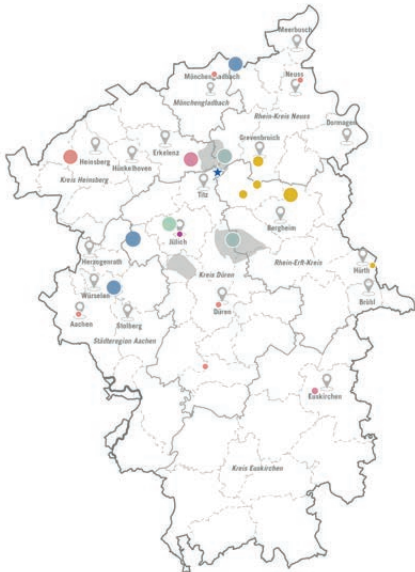 Meerbusch
Mönchengladbach
Neuss
Mönchengladbach
Rhein-Kreis Neuss
Dormagen
Grevenbroich
Erkelenz
Heinsberg
Hückelhoven
Kreis Heinsberg
Titz
Bergheim
Jülich
Herzogenrath
Kreis Düren
Rhein-Erft-Kreis
Hürth
Würselen
Brühl
Düren
Aachen
Stolberg
Städteregion Aachen
Euskirchen
Kreis Euskirchen